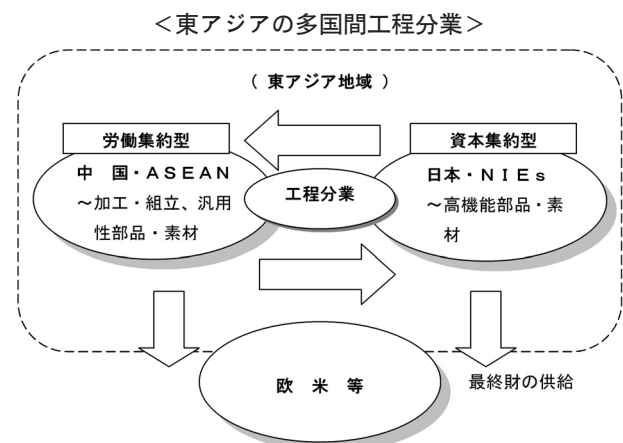 ＜東アジアの多国間工程分業＞
（ 東アジア地域 ）
労働集約型
中　国・ＡＳＥＡＮ
～加工・組立、汎用
性部品・素材
工程分業
資本集約型
日本・ＮＩＥｓ
～高機能部品・素
材
欧　米　等
最終財の供給